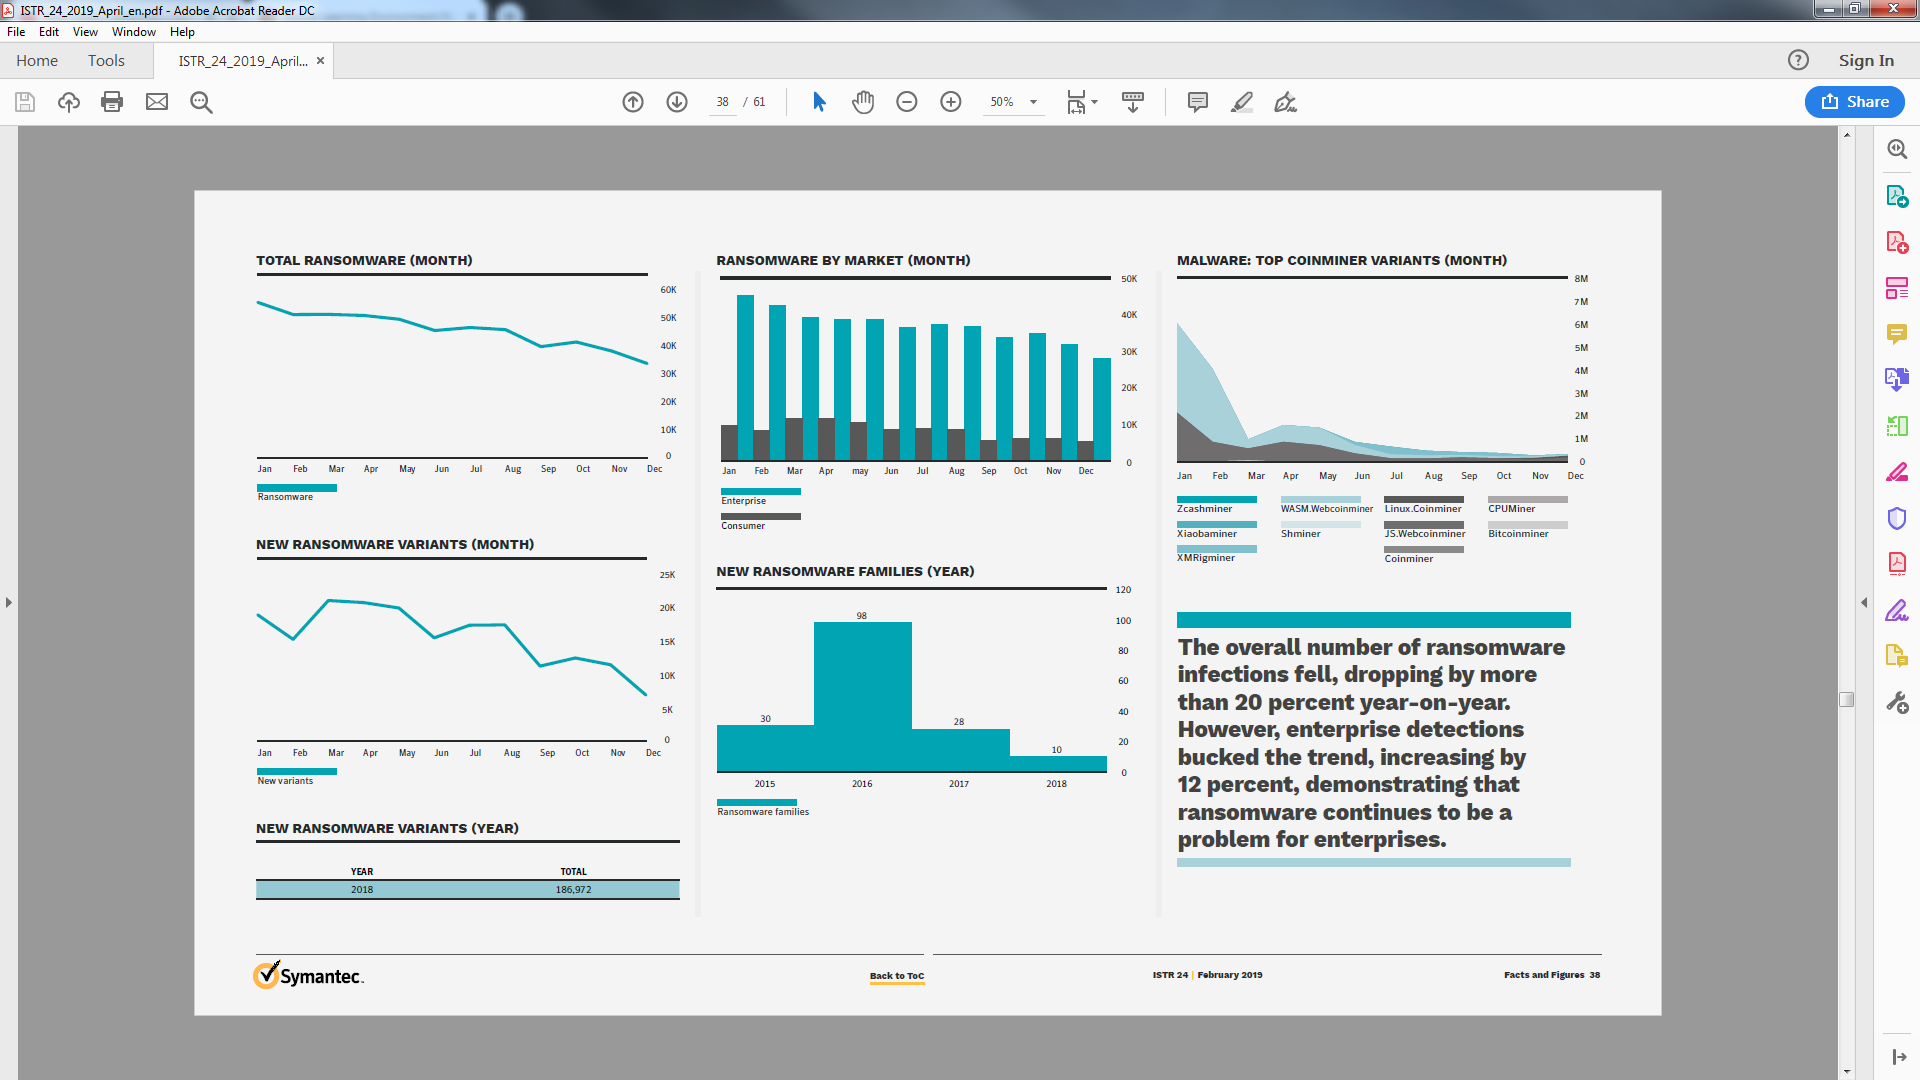 ISTR_24_2019_April_en.pdf - Adobe Acrobat Reader DC
File Edit View Window Help
Home Tools ISTR_24_2019_April... × Sign In
38 / 61 50% Share
TOTAL RANSOMWARE (MONTH)
60K
50K
40K
30K
20K
10K
0
Jan Feb Mar Apr May Jun Jul Aug Sep Oct Nov Dec
Ransomware
NEW RANSOMWARE VARIANTS (MONTH)
25K
20K
15K
10K
5K
0
Jan Feb Mar Apr May Jun Jul Aug Sep Oct Nov Dec
New variants
NEW RANSOMWARE VARIANTS (YEAR)
YEAR TOTAL
2018 186,972
RANSOMWARE BY MARKET (MONTH)
50K
40K
30K
20K
10K
0
Jan Feb Mar Apr may Jun Jul Aug Sep Oct Nov Dec
Enterprise
Consumer
NEW RANSOMWARE FAMILIES (YEAR)
120
100
80
60
40
20
0
30 98 28 10
2015 2016 2017 2018
Ransomware families
MALWARE: TOP COINMINER VARIANTS (MONTH)
8M
7M
6M
5M
4M
3M
2M
1M
0
Jan Feb Mar Apr May Jun Jul Aug Sep Oct Nov Dec
Zcashminer WASM.Webcoinminer Linux.Coinminer CPUMiner
Xiaobaminer Shminer JS.Webcoinminer Bitcoinminer
XMRigminer Coinminer
The overall number of ransomware
infections fell, dropping by more
than 20 percent year-on-year.
However, enterprise detections
bucked the trend, increasing by
12 percent, demonstrating that
ransomware continues to be a
problem for enterprises.
Symantec. Back to ToC ISTR 24 | February 2019 Facts and Figures 38